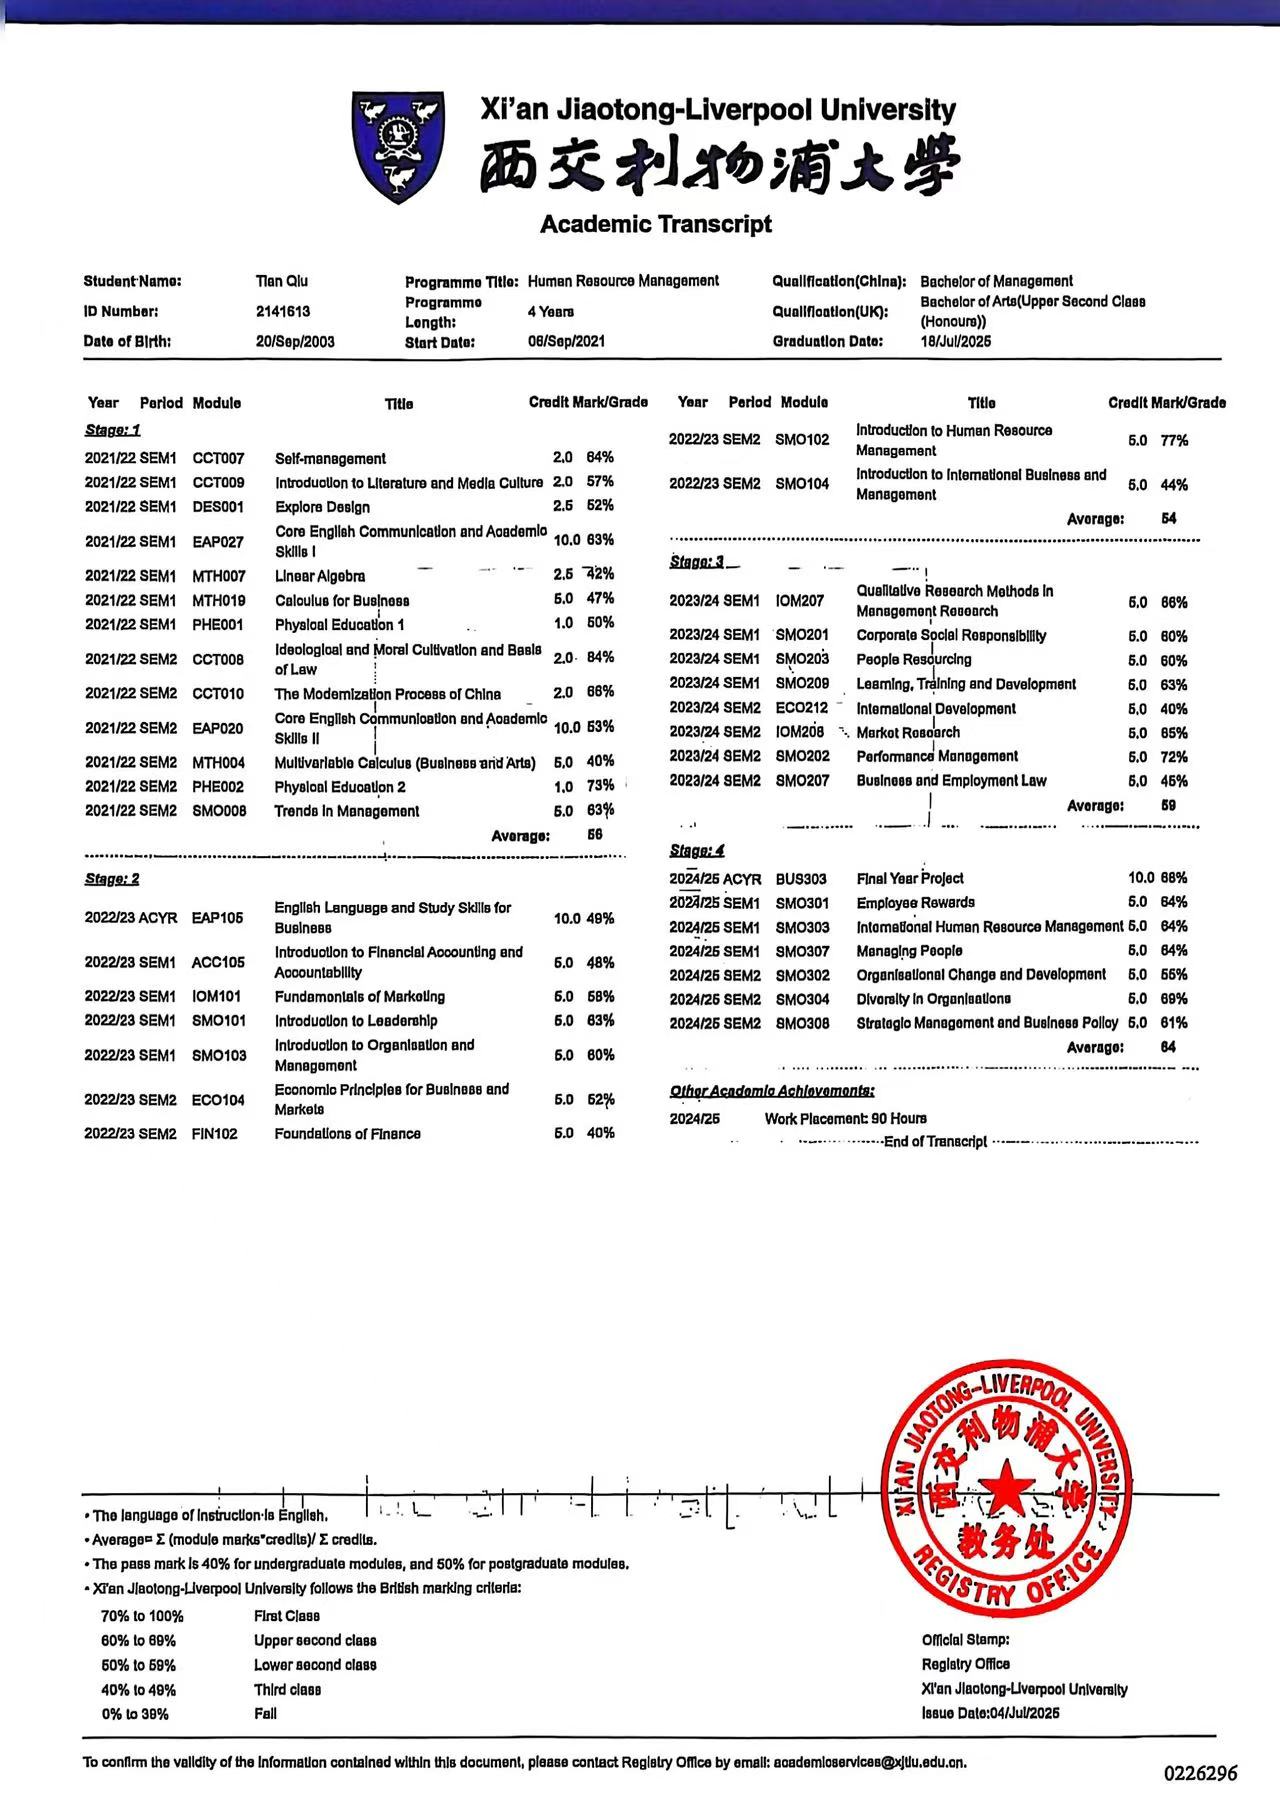 Xi'an Jiaotong-Liverpool University
西交利物浦大學
Academic Transcript
Student Name: Tian Qiu Programme Title: Human Resource Management Qualification(China): Bachelor of Management
ID Number: 2141613 Programme Length: 4 Years Qualification(UK): Bachelor of Arts(Upper Second Class (Honours))
Date of Birth: 20/Sep/2003 Start Date: 06/Sep/2021 Graduation Date: 18/Jul/2025
Year Period Module Title Credit Mark/Grade
Stage: 1
2021/22 SEM1 CCT007 Self-management 2.0 64%
2021/22 SEM1 CCT009 Introduction to Literature and Media Culture 2.0 57%
2021/22 SEM1 DES001 Explore Design 2.5 52%
2021/22 SEM1 EAP027 Core English Communication and Academic Skills I 10.0 63%
2021/22 SEM1 MTH007 Linear Algebra 2.5 42%
2021/22 SEM1 MTH019 Calculus for Business 5.0 47%
2021/22 SEM1 PHE001 Physical Education 1 1.0 50%
2021/22 SEM2 CCT008 Ideological and Moral Cultivation and Basis of Law 2.0 64%
2021/22 SEM2 CCT010 The Modernization Process of China 2.0 66%
2021/22 SEM2 EAP020 Core English Communication and Academic Skills II 10.0 53%
2021/22 SEM2 MTH004 Multivariable Calculus (Business and Arts) 5.0 40%
2021/22 SEM2 PHE002 Physical Education 2 1.0 73%
2021/22 SEM2 SMO008 Trends in Management 5.0 63%
Average: 56
Stage: 2
2022/23 ACYR EAP105 English Language and Study Skills for Business 10.0 49%
2022/23 SEM1 ACC105 Introduction to Financial Accounting and Accountability 5.0 48%
2022/23 SEM1 IOM101 Fundamentals of Marketing 5.0 58%
2022/23 SEM1 SMO101 Introduction to Leadership 5.0 63%
2022/23 SEM1 SMO103 Introduction to Organisation and Management 5.0 60%
2022/23 SEM2 ECO104 Economic Principles for Business and Markets 5.0 52%
2022/23 SEM2 FIN102 Foundations of Finance 5.0 40%
Year Period Module Title Credit Mark/Grade
2022/23 SEM2 SMO102 Introduction to Human Resource Management 5.0 77%
2022/23 SEM2 SMO104 Introduction to International Business and Management 5.0 44%
Average: 54
Stage: 3
2023/24 SEM1 IOM207 Qualitative Research Methods in Management Research 5.0 66%
2023/24 SEM1 SMO201 Corporate Social Responsibility 5.0 60%
2023/24 SEM1 SMO203 People Resourcing 5.0 60%
2023/24 SEM1 SMO209 Learning, Training and Development 5.0 63%
2023/24 SEM2 ECO212 International Development 5.0 40%
2023/24 SEM2 IOM206 Market Research 5.0 65%
2023/24 SEM2 SMO202 Performance Management 5.0 72%
2023/24 SEM2 SMO207 Business and Employment Law 5.0 45%
Average: 59
Stage: 4
2024/25 ACYR BUS303 Final Year Project 10.0 68%
2024/25 SEM1 SMO301 Employee Rewards 5.0 64%
2024/25 SEM1 SMO303 International Human Resource Management 5.0 64%
2024/25 SEM1 SMO307 Managing People 5.0 64%
2024/25 SEM2 SMO302 Organisational Change and Development 5.0 55%
2024/25 SEM2 SMO304 Diversity in Organisations 5.0 69%
2024/25 SEM2 SMO308 Strategic Management and Business Policy 5.0 61%
Average: 64
Other Academic Achievements:
2024/25 Work Placement: 90 Hours
End of Transcript
• The language of instruction is English.
• Average= Σ (module marks*credits)/ Σ credits.
• The pass mark is 40% for undergraduate modules, and 50% for postgraduate modules.
• Xi'an Jiaotong-Liverpool University follows the British marking criteria:
70% to 100% First Class
60% to 69% Upper second class
50% to 59% Lower second class
40% to 49% Third class
0% to 39% Fail
XI'AN JIAOTONG-LIVERPOOL UNIVERSITY
西交利物浦大学
教务处
REGISTRY OFFICE
Official Stamp:
Registry Office
Xi'an Jiaotong-Liverpool University
Issue Date:04/Jul/2025
To confirm the validity of the information contained within this document, please contact Registry Office by email: academicservices@xjtlu.edu.cn.
0226296